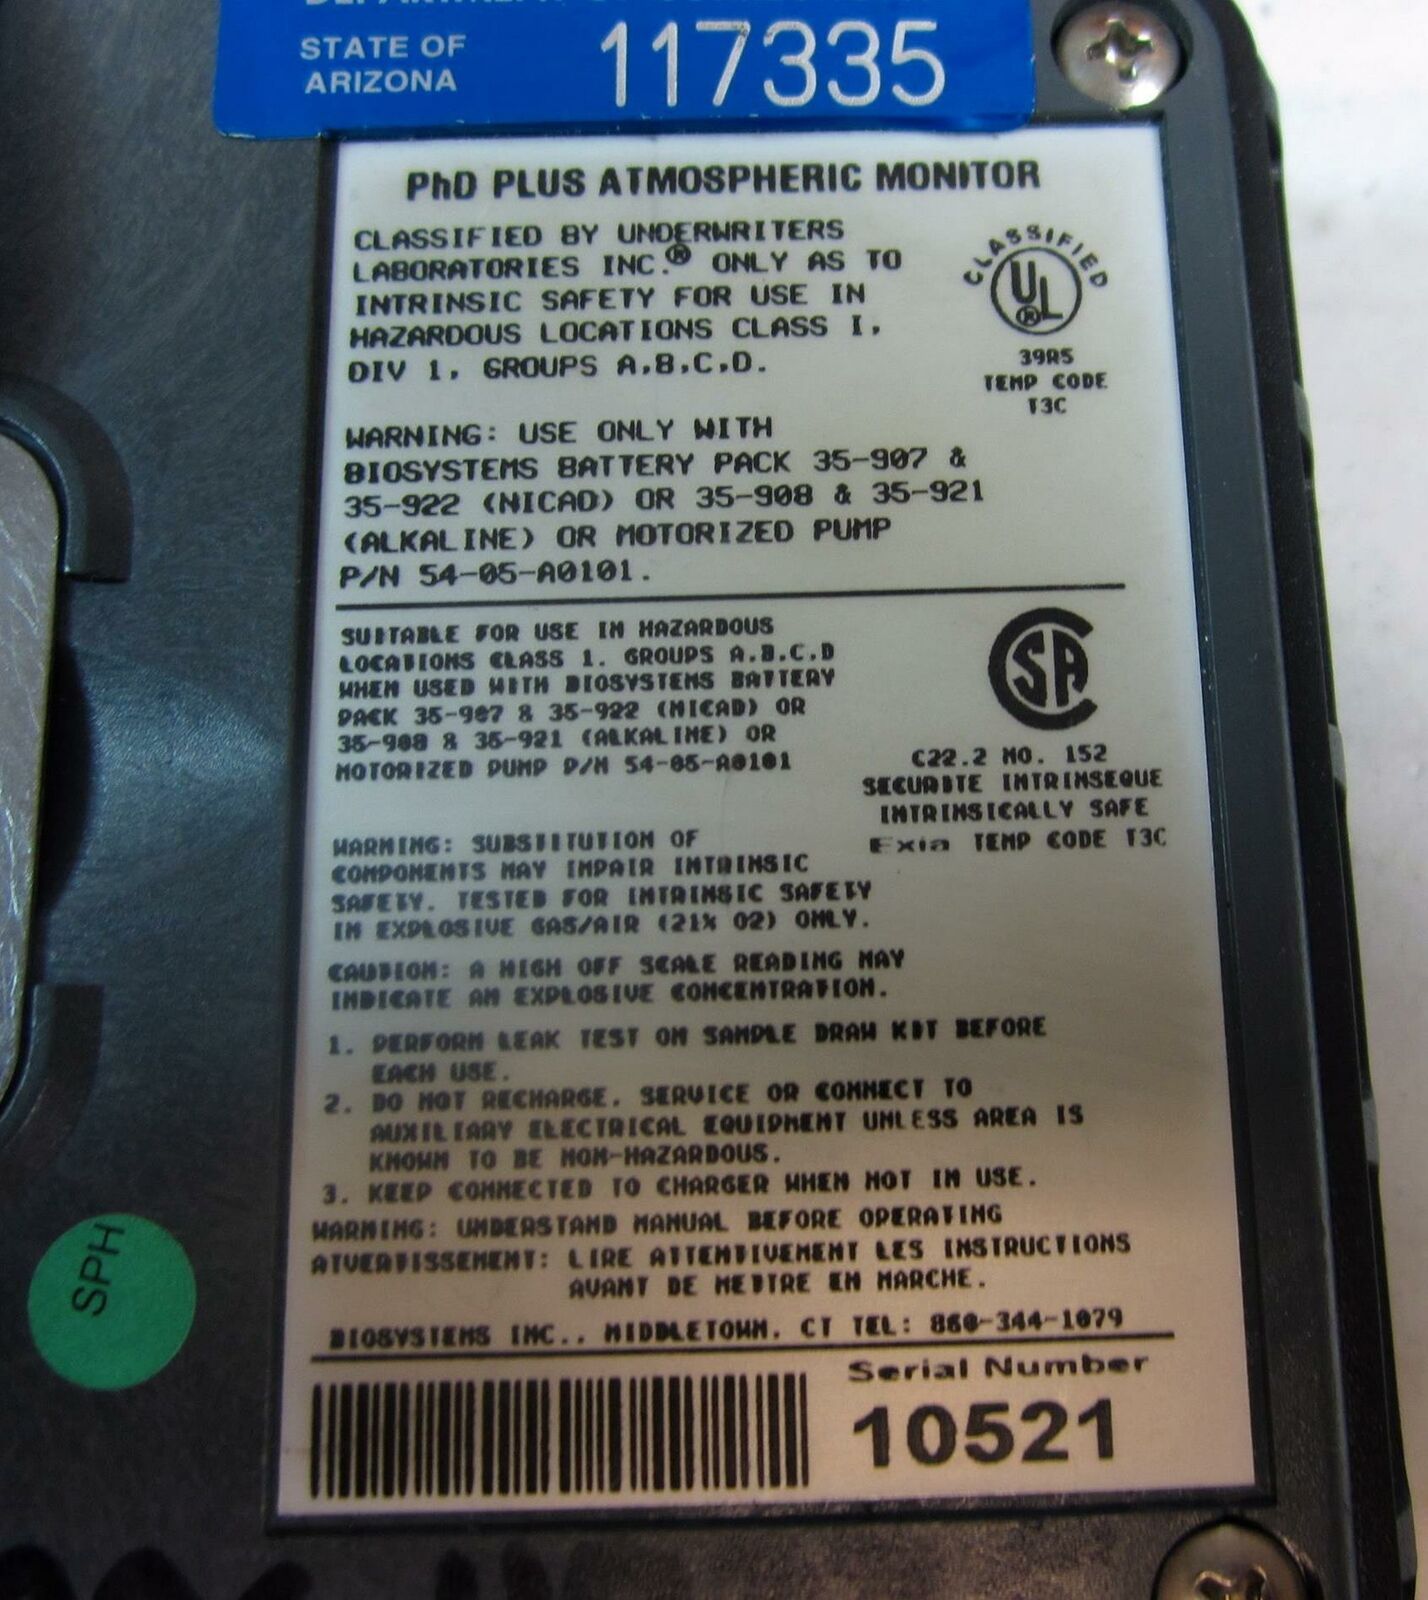 STATE OF
ARIZONA
117335
PhD PLUS ATMOSPHERIC MONITOR
CLASSIFIED BY UNDERWRITERS
LABORATORIES INC.® ONLY AS TO
INTRINSIC SAFETY FOR USE IN
HAZARDOUS LOCATIONS CLASS I,
DIV 1, GROUPS A,B,C,D.
CLASSIFIED
UL®
39R5
TEMP CODE
T3C
WARNING: USE ONLY WITH
BIOSYSTEMS BATTERY PACK 35-907 &
35-922 (NICAD) OR 35-908 & 35-921
(ALKALINE) OR MOTORIZED PUMP
P/N 54-05-A0101.
SUITABLE FOR USE IN HAZARDOUS
LOCATIONS CLASS 1. GROUPS A.B.C.D
WHEN USED WITH BIOSYSTEMS BATTERY
PACK 35-907 & 35-922 (NICAD) OR
35-908 & 35-921 (ALKALINE) OR
MOTORIZED PUMP P/N 54-05-A0101
CSA
C22.2 NO. 152
SECURITE INTRINSEQUE
INTRINSICALLY SAFE
Exia TEMP CODE T3C
WARNING: SUBSTITUTION OF
COMPONENTS MAY IMPAIR INTRINSIC
SAFETY. TESTED FOR INTRINSIC SAFETY
IN EXPLOSIVE GAS/AIR (21% O2) ONLY.
CAUTION: A HIGH OFF SCALE READING MAY
INDICATE AN EXPLOSIVE CONCENTRATION.
1. PERFORM LEAK TEST ON SAMPLE DRAW KIT BEFORE
EACH USE.
2. DO NOT RECHARGE, SERVICE OR CONNECT TO
AUXILIARY ELECTRICAL EQUIPMENT UNLESS AREA IS
KNOWN TO BE NON-HAZARDOUS.
3. KEEP CONNECTED TO CHARGER WHEN NOT IN USE.
WARNING: UNDERSTAND MANUAL BEFORE OPERATING
ATVERTISSEMENT: LIRE ATTENTIVEMENT LES INSTRUCTIONS
AVANT DE METTRE EN MARCHE.
BIOSYSTEMS INC., MIDDLETOWN, CT TEL: 860-344-1079
Serial Number
10521
SPH